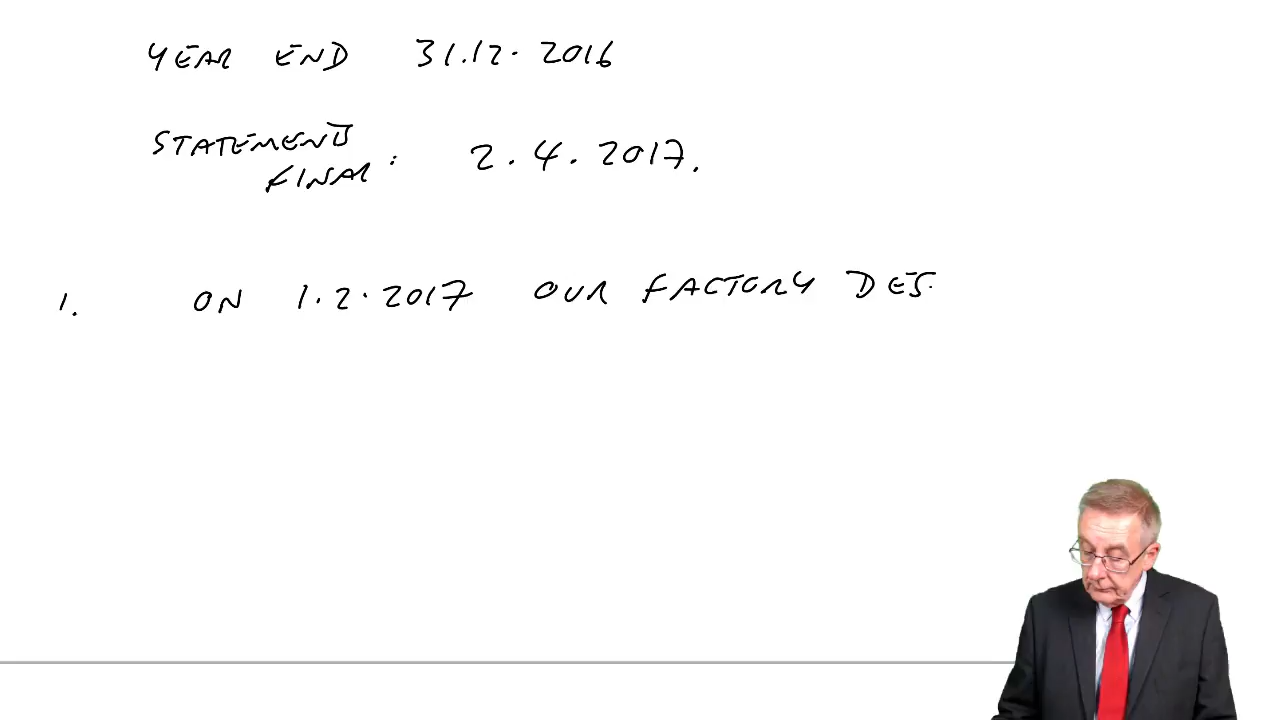 YEAR END 31.12.2016
STATEMENTS
FINAL : 2.4.2017.
1. ON 1.2.2017 OUR FACTORY DES.